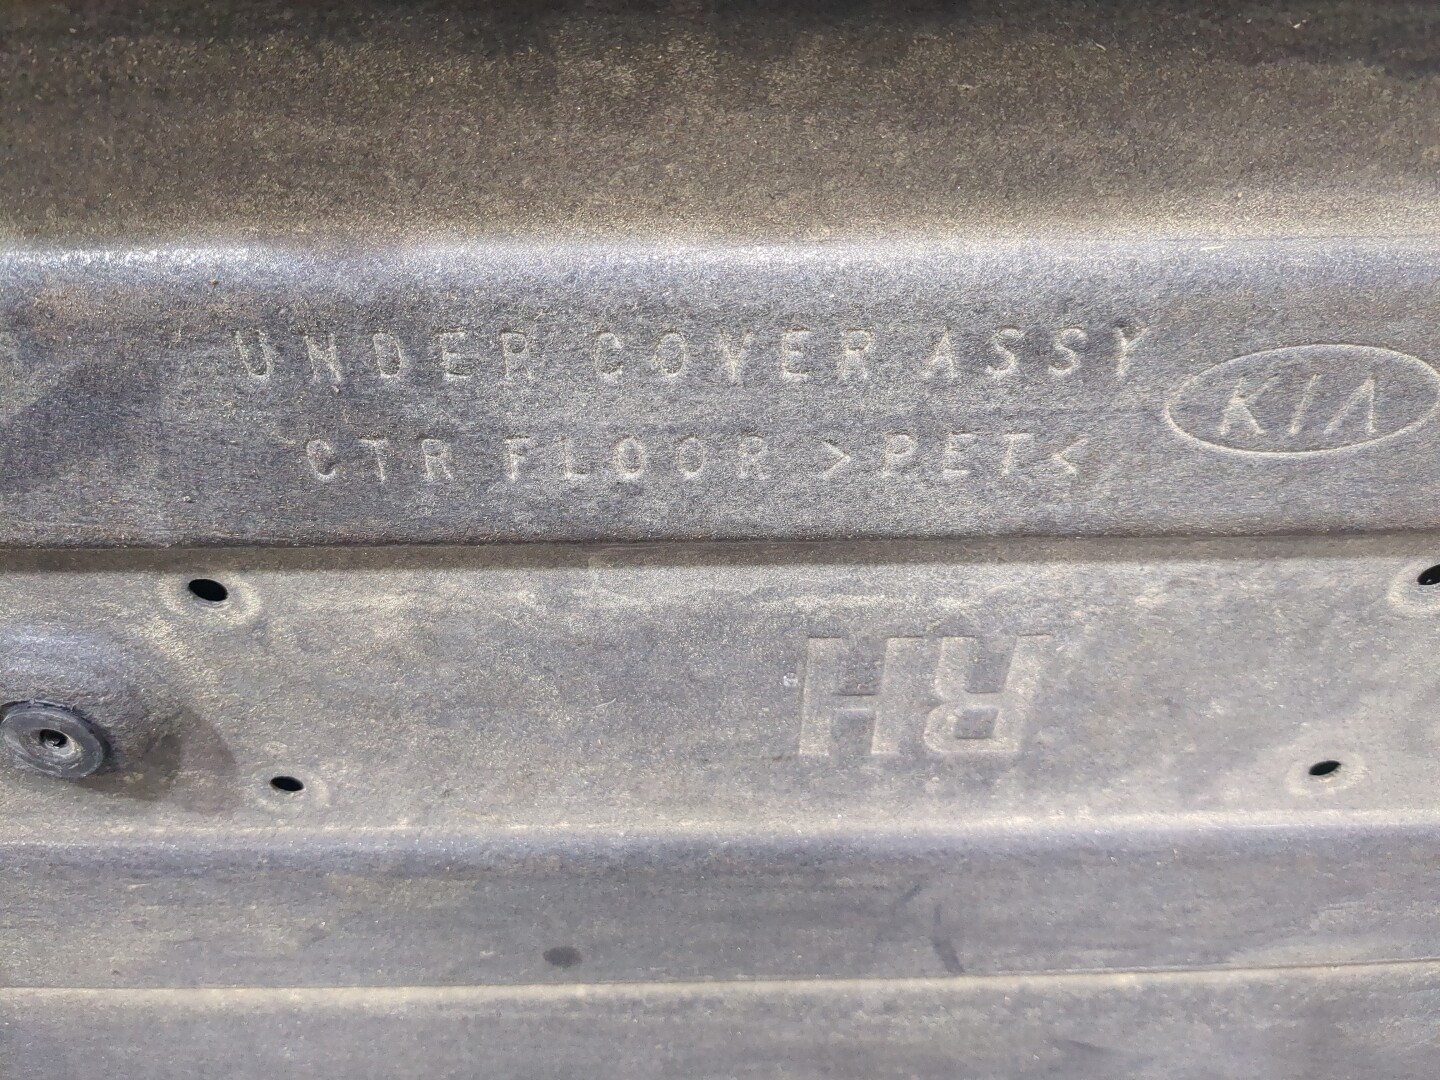 UNDER COVER ASSY
KIA
CTR FLOOR >PET<
RH